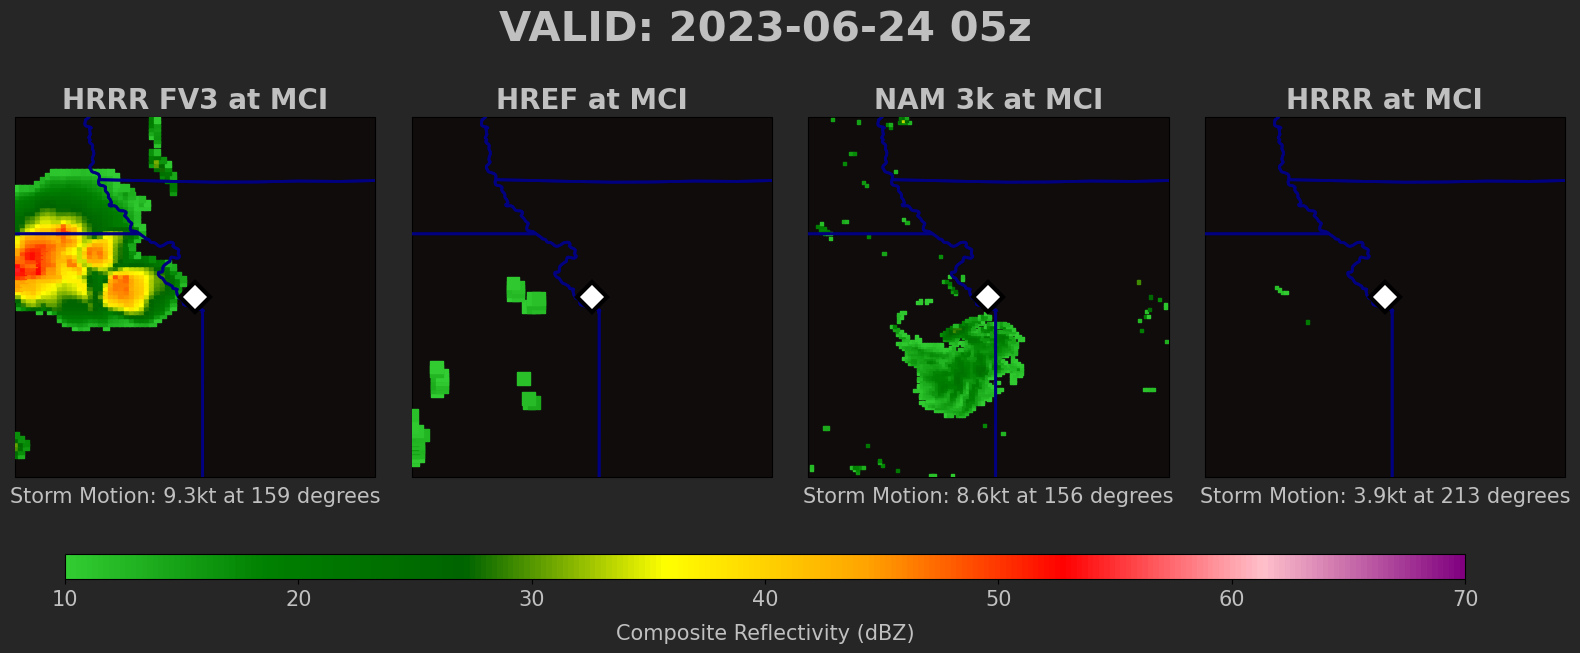 VALID: 2023-06-24 05z
HRRR FV3 at MCI
HREF at MCI
NAM 3k at MCI
HRRR at MCI
Storm Motion: 9.3kt at 159 degrees
Storm Motion: 8.6kt at 156 degrees
Storm Motion: 3.9kt at 213 degrees
10 20 30 40 50 60 70
Composite Reflectivity (dBZ)